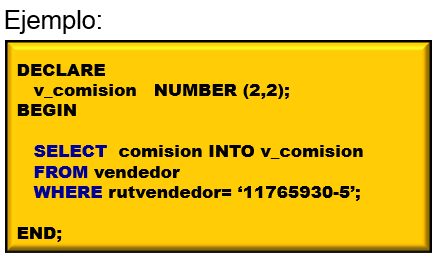 Ejemplo:
DECLARE
v_comision NUMBER (2,2);
BEGIN
SELECT comision INTO v_comision
FROM vendedor
WHERE rutvendedor= ‘11765930-5’;
END;